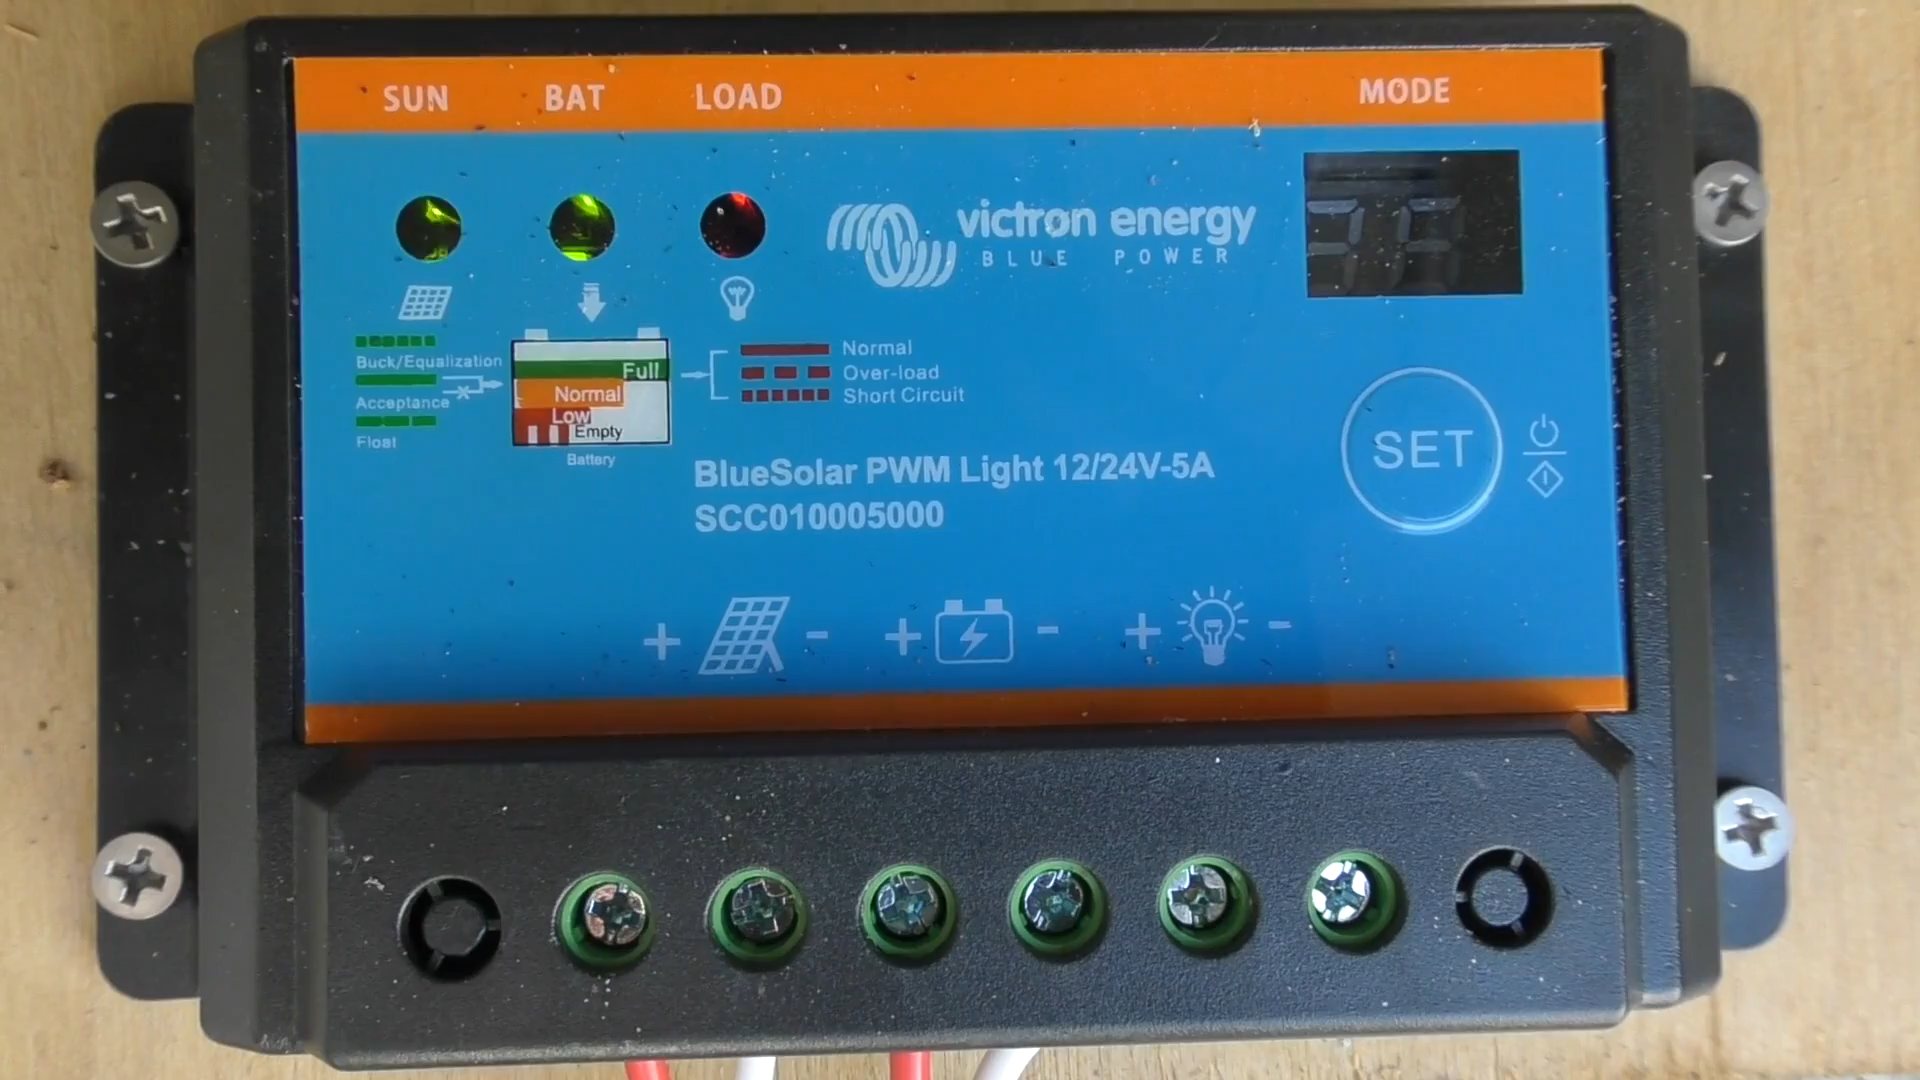 SUN BAT LOAD MODE
victron energy
BLUE POWER
Buck/Equalization
Acceptance
Float
Full
Normal
Low
Empty
Battery
Normal
Over-load
Short Circuit
SET
BlueSolar PWM Light 12/24V-5A
SCC010005000
+ - + - + -